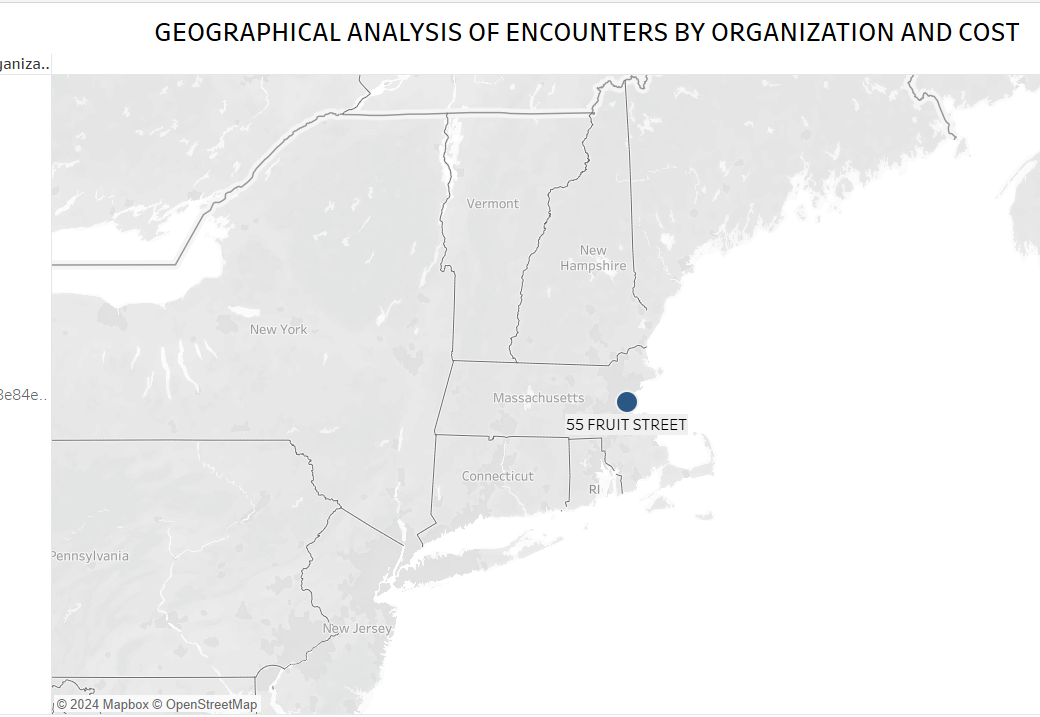 GEOGRAPHICAL ANALYSIS OF ENCOUNTERS BY ORGANIZATION AND COST
ganiza..
Vermont
New
Hampshire
New York
3e84e..
Massachusetts
55 FRUIT STREET
Connecticut
RI
Pennsylvania
New Jersey
© 2024 Mapbox © OpenStreetMap